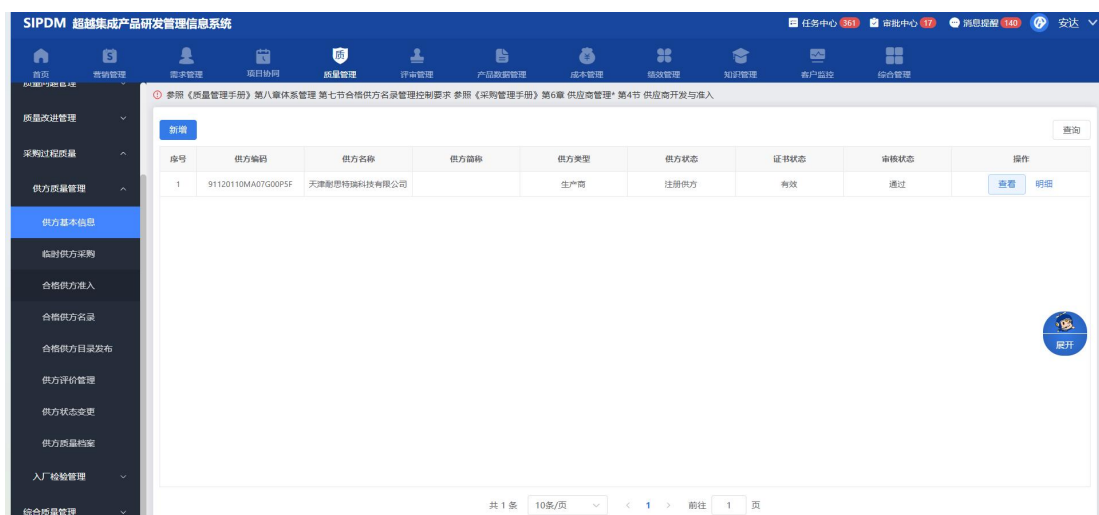 SIPDM 超越集成产品研发管理信息系统
任务中心 361 审批中心 17 消息提醒 140 安达
首页 营销管理 需求管理 项目协同 质量管理 评审管理 产品数据管理 成本管理 绩效管理 知识管理 客户监控 综合管理
质量问题管理
参照《质量管理手册》第八章体系管理 第七节合格供方名录管理控制要求 参照《采购管理手册》第6章 供应商管理* 第4节 供应商开发与准入
质量改进管理
新增 查询
采购过程质量
序号 供方编码 供方名称 供方简称 供方类型 供方状态 证书状态 审核状态 操作
供方质量管理
1 91120110MA07G00P5F 天津耐思特瑞科技有限公司 生产商 注册供方 有效 通过 查看 明细
供方基本信息
临时供方采购
合格供方准入
合格供方名录
展开
合格供方目录发布
供方评价管理
供方状态变更
供方质量档案
入厂检验管理
综合质量管理
共 1 条 10条/页 1 前往 1 页